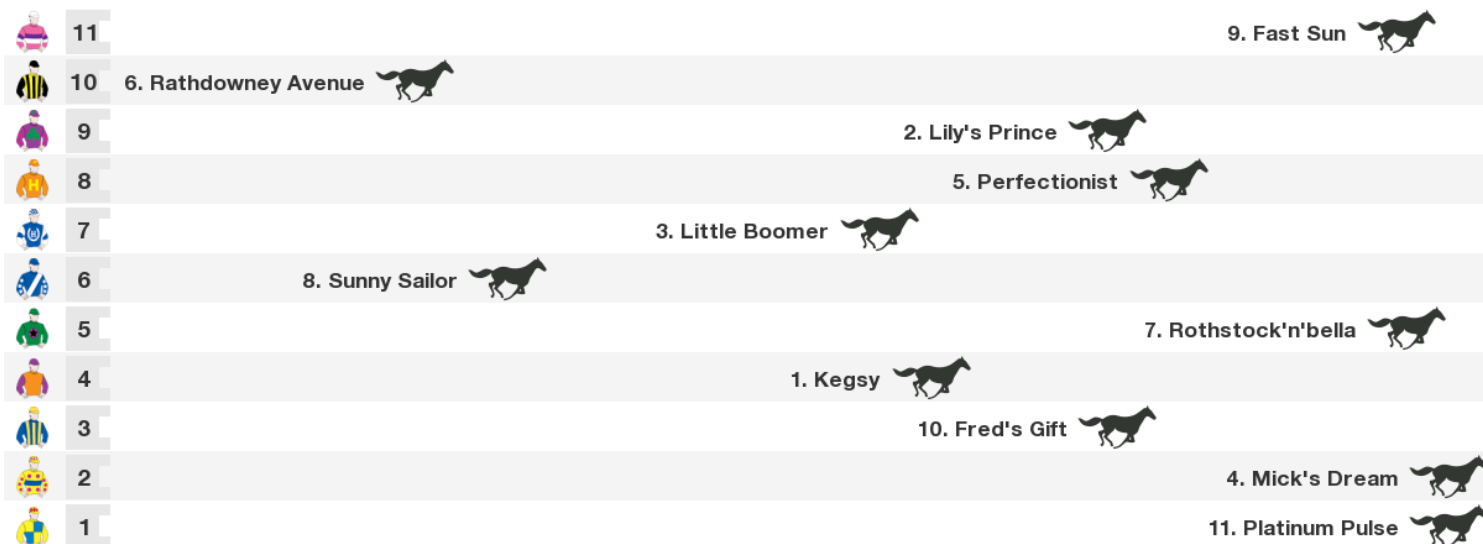 11 9. Fast Sun
10 6. Rathdowney Avenue
9 2. Lily's Prince
8 5. Perfectionist
H
7 3. Little Boomer
6 8. Sunny Sailor
5 7. Rothstock'n'bella
4 1. Kegsy
3 10. Fred's Gift
2 4. Mick's Dream
1 11. Platinum Pulse